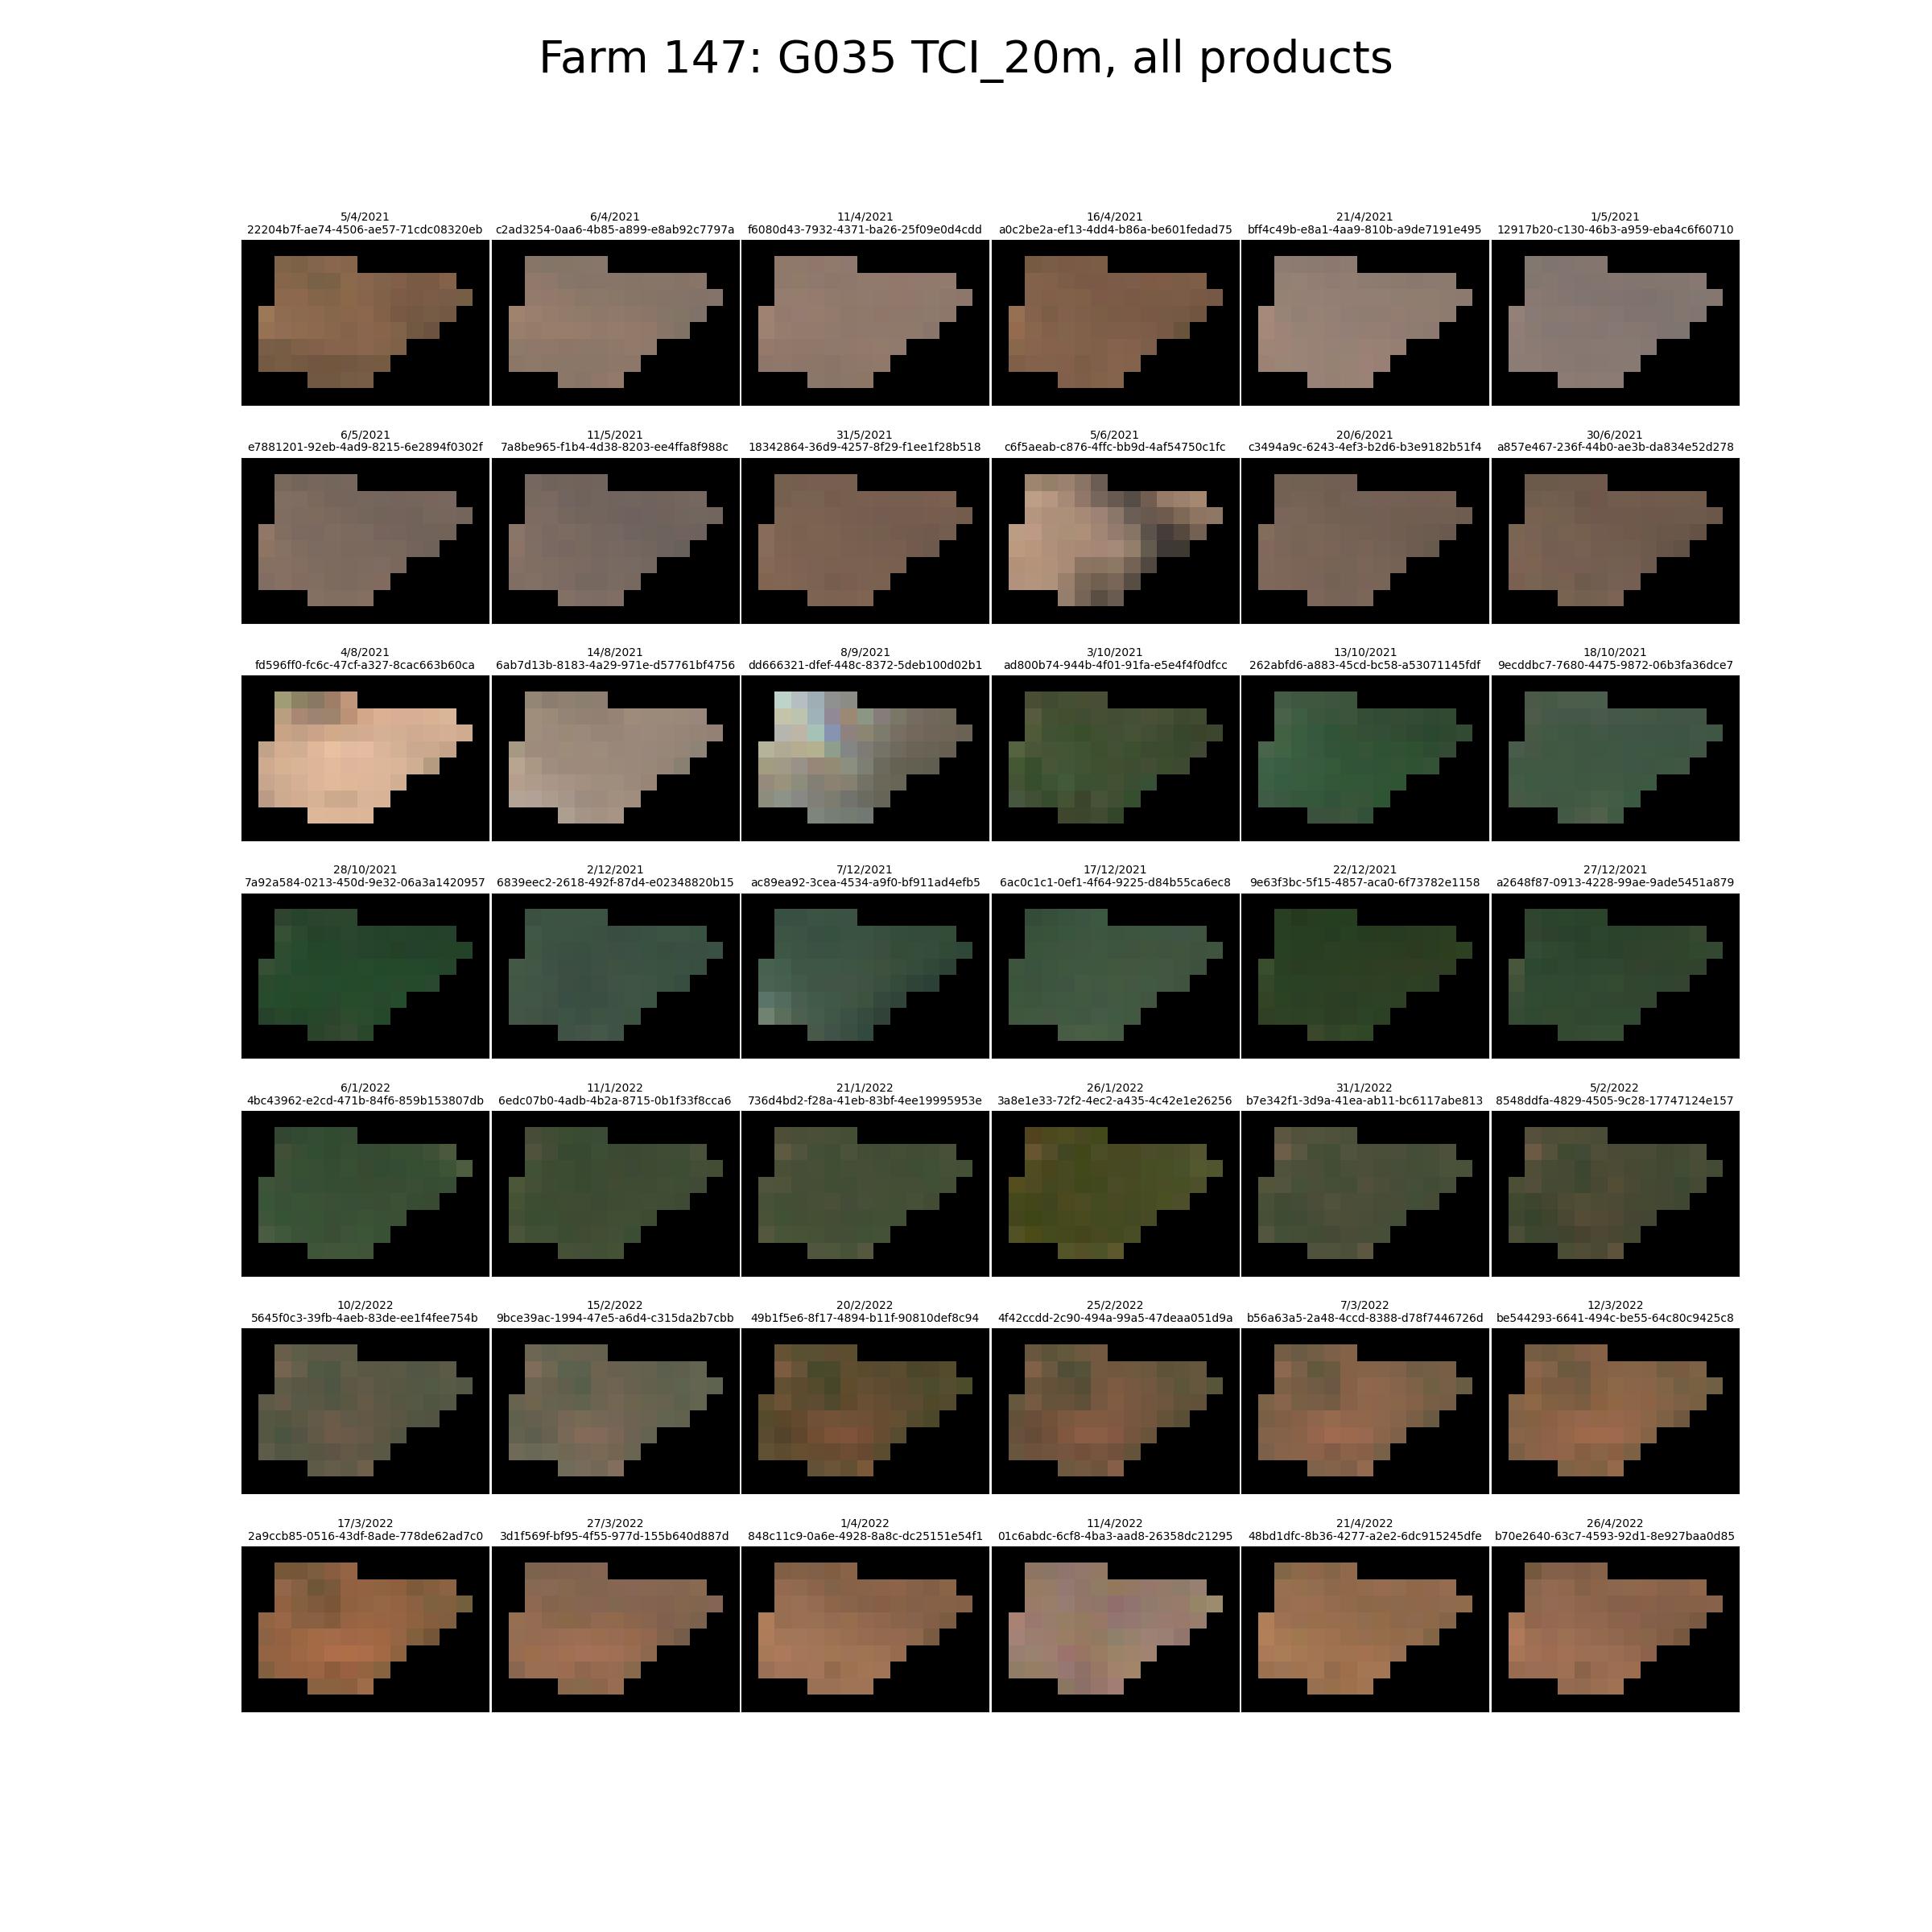 Farm 147: G035 TCI_20m, all products
5/4/2021 6/4/2021 11/4/2021 16/4/2021 21/4/2021 1/5/2021
22204b7f-ae74-4506-ae57-71cdc08320eb c2ad3254-0aa6-4b85-a899-e8ab92c7797a f6080d43-7932-4371-ba26-25f09e0d4cdd a0c2be2a-ef13-4dd4-b86a-be601fedad75 bff4c49b-e8a1-4aa9-810b-a9de7191e495 12917b20-c130-46b3-a959-eba4c6f60710
6/5/2021 11/5/2021 31/5/2021 5/6/2021 20/6/2021 30/6/2021
e7881201-92eb-4ad9-8215-6e2894f0302f 7a8be965-f1b4-4d38-8203-ee4ffa8f988c 18342864-36d9-4257-8f29-f1ee1f28b518 c6f5aeab-c876-4ffc-bb9d-4af54750c1fc c3494a9c-6243-4ef3-b2d6-b3e9182b51f4 a857e467-236f-44b0-ae3b-da834e52d278
4/8/2021 14/8/2021 8/9/2021 3/10/2021 13/10/2021 18/10/2021
fd596ff0-fc6c-47cf-a327-8cac663b60ca 6ab7d13b-8183-4a29-971e-d57761bf4756 dd666321-dfef-448c-8372-5deb100d02b1 ad800b74-944b-4f01-91fa-e5e4f4f0dfcc 262abfd6-a883-45cd-bc58-a53071145fdf 9ecddbc7-7680-4475-9872-06b3fa36dce7
28/10/2021 2/12/2021 7/12/2021 17/12/2021 22/12/2021 27/12/2021
7a92a584-0213-450d-9e32-06a3a1420957 6839eec2-2618-492f-87d4-e02348820b15 ac89ea92-3cea-4534-a9f0-bf911ad4efb5 6ac0c1c1-0ef1-4f64-9225-d84b55ca6ec8 9e63f3bc-5f15-4857-aca0-6f73782e1158 a2648f87-0913-4228-99ae-9ade5451a879
6/1/2022 11/1/2022 21/1/2022 26/1/2022 31/1/2022 5/2/2022
4bc43962-e2cd-471b-84f6-859b153807db 6edc07b0-4adb-4b2a-8715-0b1f33f8cca6 736d4bd2-f28a-41eb-83bf-4ee19995953e 3a8e1e33-72f2-4ec2-a435-4c42e1e26256 b7e342f1-3d9a-41ea-ab11-bc6117abe813 8548ddfa-4829-4505-9c28-17747124e157
10/2/2022 15/2/2022 20/2/2022 25/2/2022 7/3/2022 12/3/2022
5645f0c3-39fb-4aeb-83de-ee1f4fee754b 9bce39ac-1994-47e5-a6d4-c315da2b7cbb 49b1f5e6-8f17-4894-b11f-90810def8c94 4f42ccdd-2c90-494a-99a5-47deaa051d9a b56a63a5-2a48-4ccd-8388-d78f7446726d be544293-6641-494c-be55-64c80c9425c8
17/3/2022 27/3/2022 1/4/2022 11/4/2022 21/4/2022 26/4/2022
2a9ccb85-0516-43df-8ade-778de62ad7c0 3d1f569f-bf95-4f55-977d-155b640d887d 848c11c9-0a6e-4928-8a8c-dc25151e54f1 01c6abdc-6cf8-4ba3-aad8-26358dc21295 48bd1dfc-8b36-4277-a2e2-6dc915245dfe b70e2640-63c7-4593-92d1-8e927baa0d85